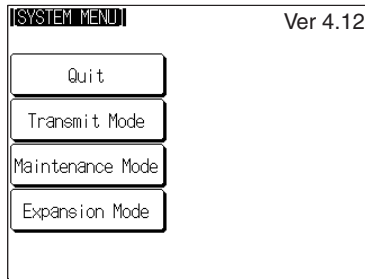 [SYSTEM MENU]
Ver 4.12
Quit
Transmit Mode
Maintenance Mode
Expansion Mode